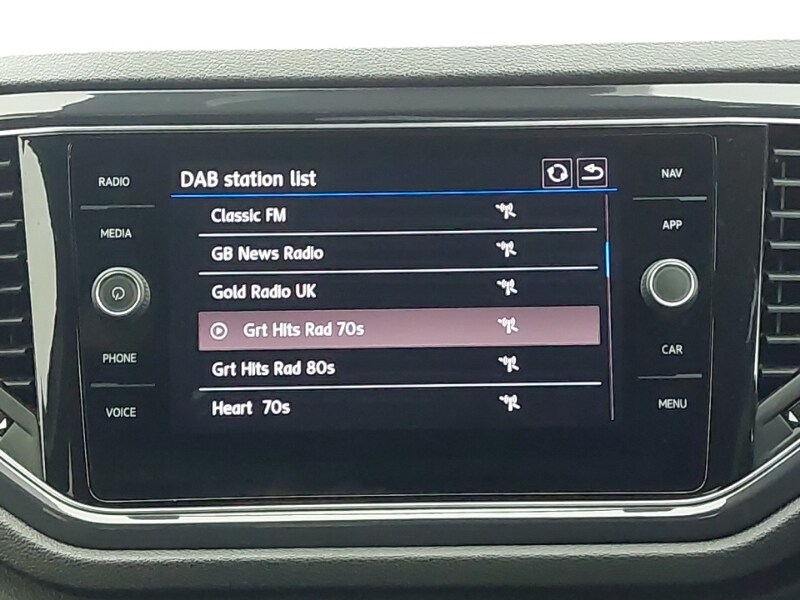 DAB station list
RADIO
MEDIA
PHONE
VOICE
Classic FM
GB News Radio
Gold Radio UK
Grt Hits Rad 70s
Grt Hits Rad 80s
Heart 70s
NAV
APP
CAR
MENU